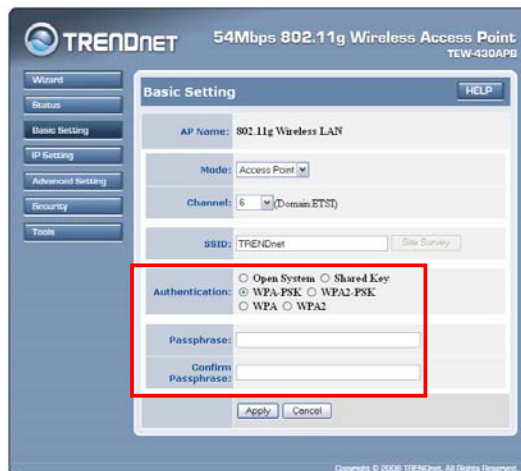 TRENDNET 54Mbps 802.11g Wireless Access Point
TEW-430APB
Wizard
Status
Basic Setting
IP Setting
Advanced Setting
Security
Tools
Basic Setting HELP
AP Name: 802.11g Wireless LAN
Mode: Access Point
Channel: 6 (Domain:ETSI)
SSID: TRENDnet Site Survey
Authentication: Open System Shared Key
WPA-PSK WPA2-PSK
WPA WPA2
Passphrase:
Confirm
Passphrase:
Apply Cancel
Copyright © 2006 TRENDnet. All Rights Reserved.